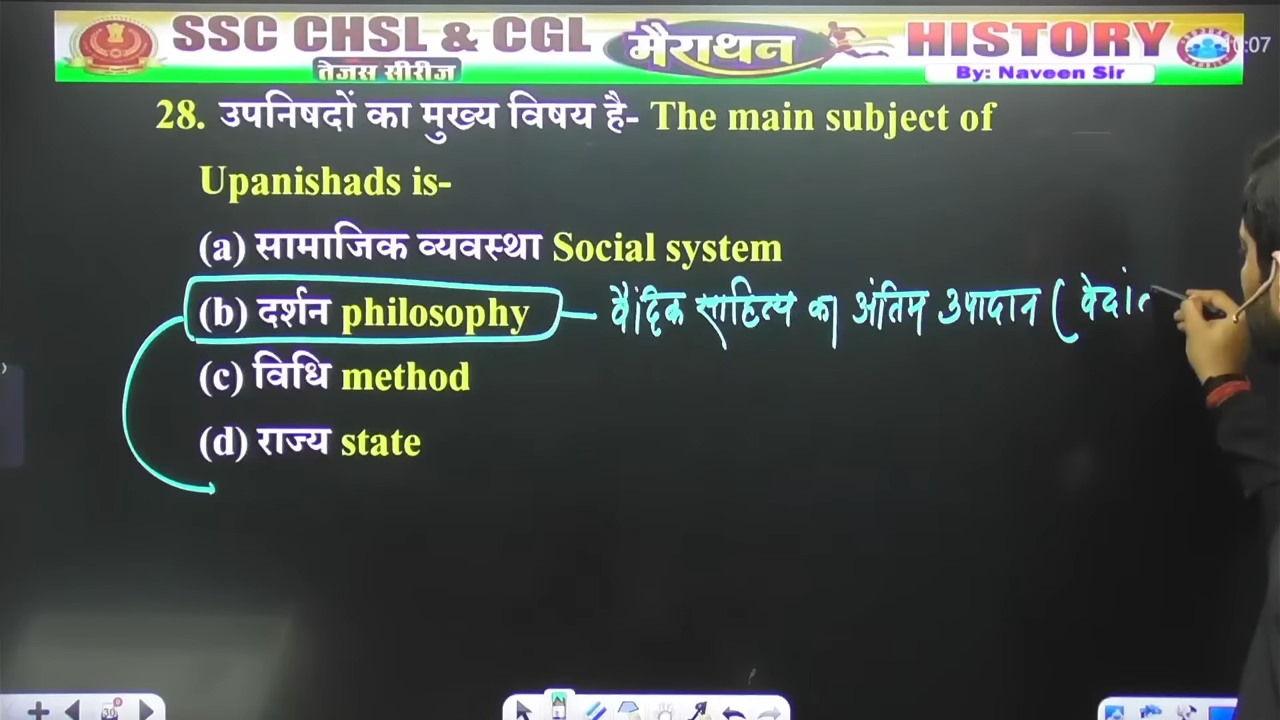 SSC CHSL & CGL मैराथन HISTORY
तेजस सीरीज By: Naveen Sir
28. उपनिषदों का मुख्य विषय है- The main subject of
Upanishads is-
(a) सामाजिक व्यवस्था Social system
(b) दर्शन philosophy — वैदिक साहित्य का अंतिम उपादान ( वेदांत
(c) विधि method
(d) राज्य state